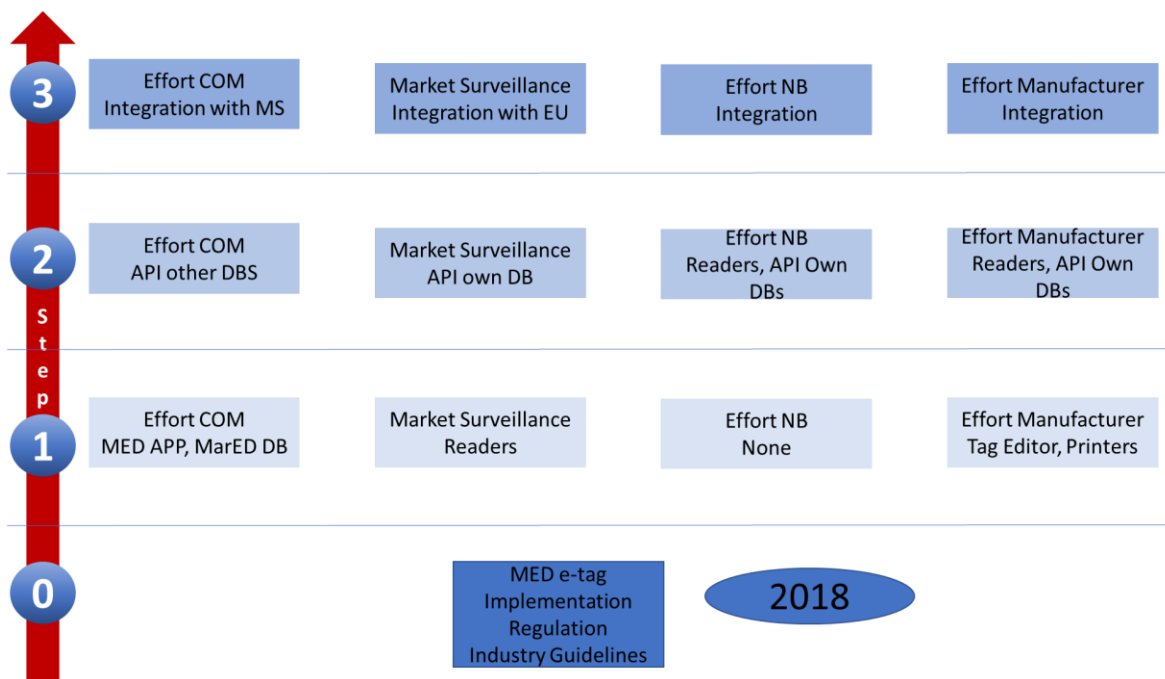 3
Effort COM
Integration with MS
Market Surveillance
Integration with EU
Effort NB
Integration
Effort Manufacturer
Integration
2
Effort COM
API other DBS
Market Surveillance
API own DB
Effort NB
Readers, API Own
DBs
Effort Manufacturer
Readers, API Own
DBs
Step
1
Effort COM
MED APP, MarED DB
Market Surveillance
Readers
Effort NB
None
Effort Manufacturer
Tag Editor, Printers
0
MED e-tag
Implementation
Regulation
Industry Guidelines
2018